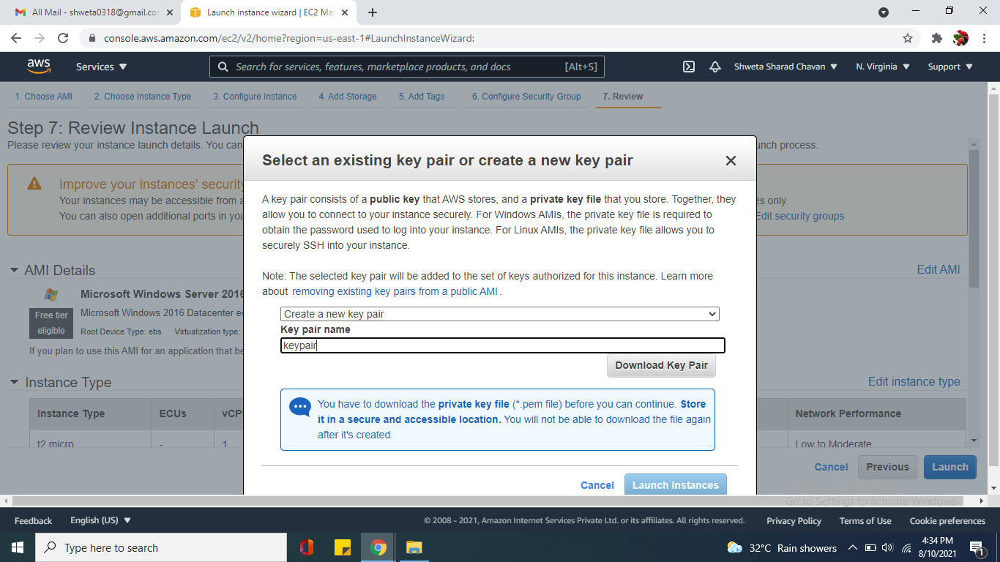 All Mail - shweta0318@gmail.cor
Launch instance wizard | EC2 Mar
console.aws.amazon.com/ec2/v2/home?region=us-east-1#LaunchInstanceWizard:
aws
Services
Search for services, features, marketplace products, and docs
[Alt+S]
Shweta Sharad Chavan
N. Virginia
Support
1. Choose AMI
2. Choose Instance Type
3. Configure Instance
4. Add Storage
5. Add Tags
6. Configure Security Group
7. Review
Step 7: Review Instance Launch
Please review your instance launch details. You can
unch process.
Improve your instances' security
Your instances may be accessible from a
es only.
You can also open additional ports in you
Edit security groups
Select an existing key pair or create a new key pair
A key pair consists of a public key that AWS stores, and a private key file that you store. Together, they
allow you to connect to your instance securely. For Windows AMIs, the private key file is required to
obtain the password used to log into your instance. For Linux AMIs, the private key file allows you to
securely SSH into your instance.
Note: The selected key pair will be added to the set of keys authorized for this instance. Learn more
about removing existing key pairs from a public AMI .
Create a new key pair
Key pair name
keypair
Download Key Pair
You have to download the private key file (*.pem file) before you can continue. Store
it in a secure and accessible location. You will not be able to download the file again
after it's created.
Cancel
Launch Instances
AMI Details
Edit AMI
Microsoft Windows Server 2016
Free tier
eligible
Microsoft Windows 2016 Datacenter e
Root Device Type: ebs
Virtualization type:
If you plan to use this AMI for an application that be
Instance Type
Edit instance type
Instance Type
ECUs
vCP
Network Performance
t2.micro
-
1
Low to Moderate
Cancel
Previous
Launch
Go to Settings to activate Windows.
Feedback
English (US)
© 2008 - 2021, Amazon Internet Services Private Ltd. or its affiliates. All rights reserved.
Privacy Policy
Terms of Use
Cookie preferences
Type here to search
32°C Rain showers
4:34 PM
8/10/2021
1